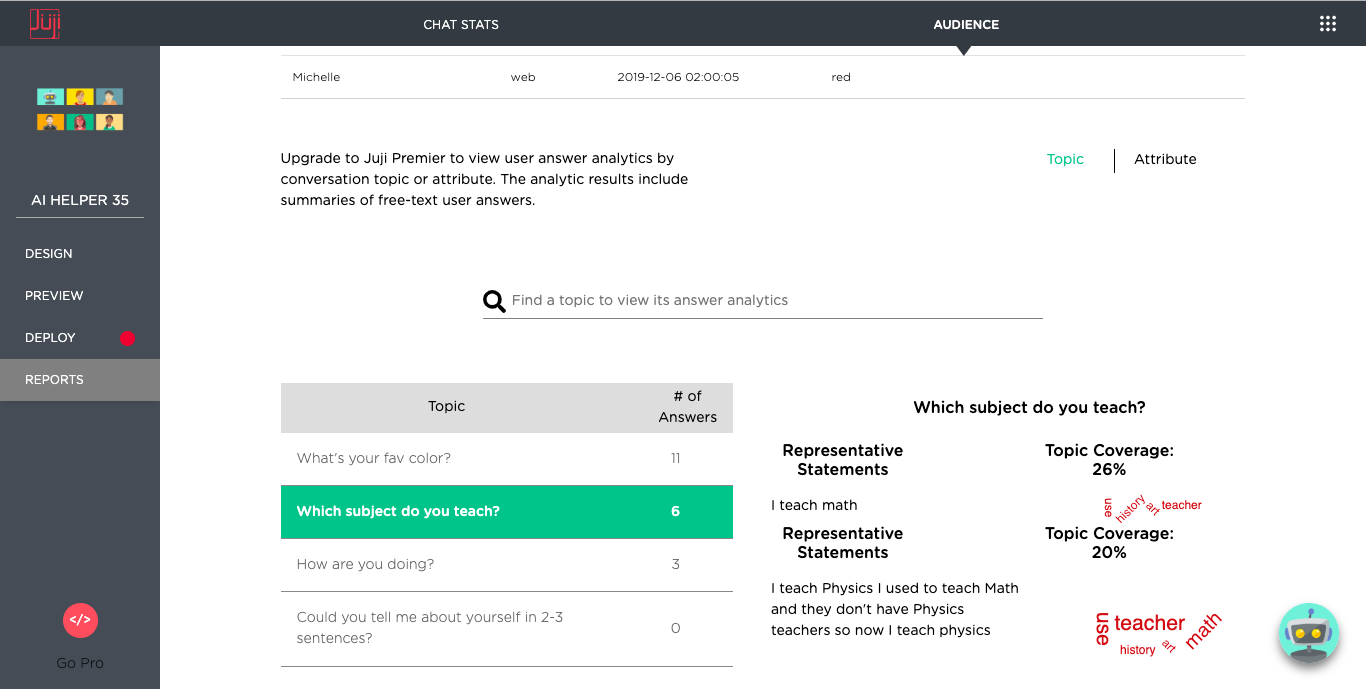 Juji
CHAT STATS
AUDIENCE
Michelle web 2019-12-06 02:00:05 red
AI HELPER 35
DESIGN
PREVIEW
DEPLOY
REPORTS
</>
Go Pro
Upgrade to Juji Premier to view user answer analytics by
conversation topic or attribute. The analytic results include
summaries of free-text user answers.
Topic
Attribute
Find a topic to view its answer analytics
Topic
# of
Answers
What's your fav color? 11
Which subject do you teach? 6
How are you doing? 3
Could you tell me about yourself in 2-3
sentences?
0
Which subject do you teach?
Representative
Statements
Topic Coverage:
26%
I teach math
use history art teacher
Representative
Statements
Topic Coverage:
20%
I teach Physics I used to teach Math
and they don't have Physics
teachers so now I teach physics
use teacher math
history art